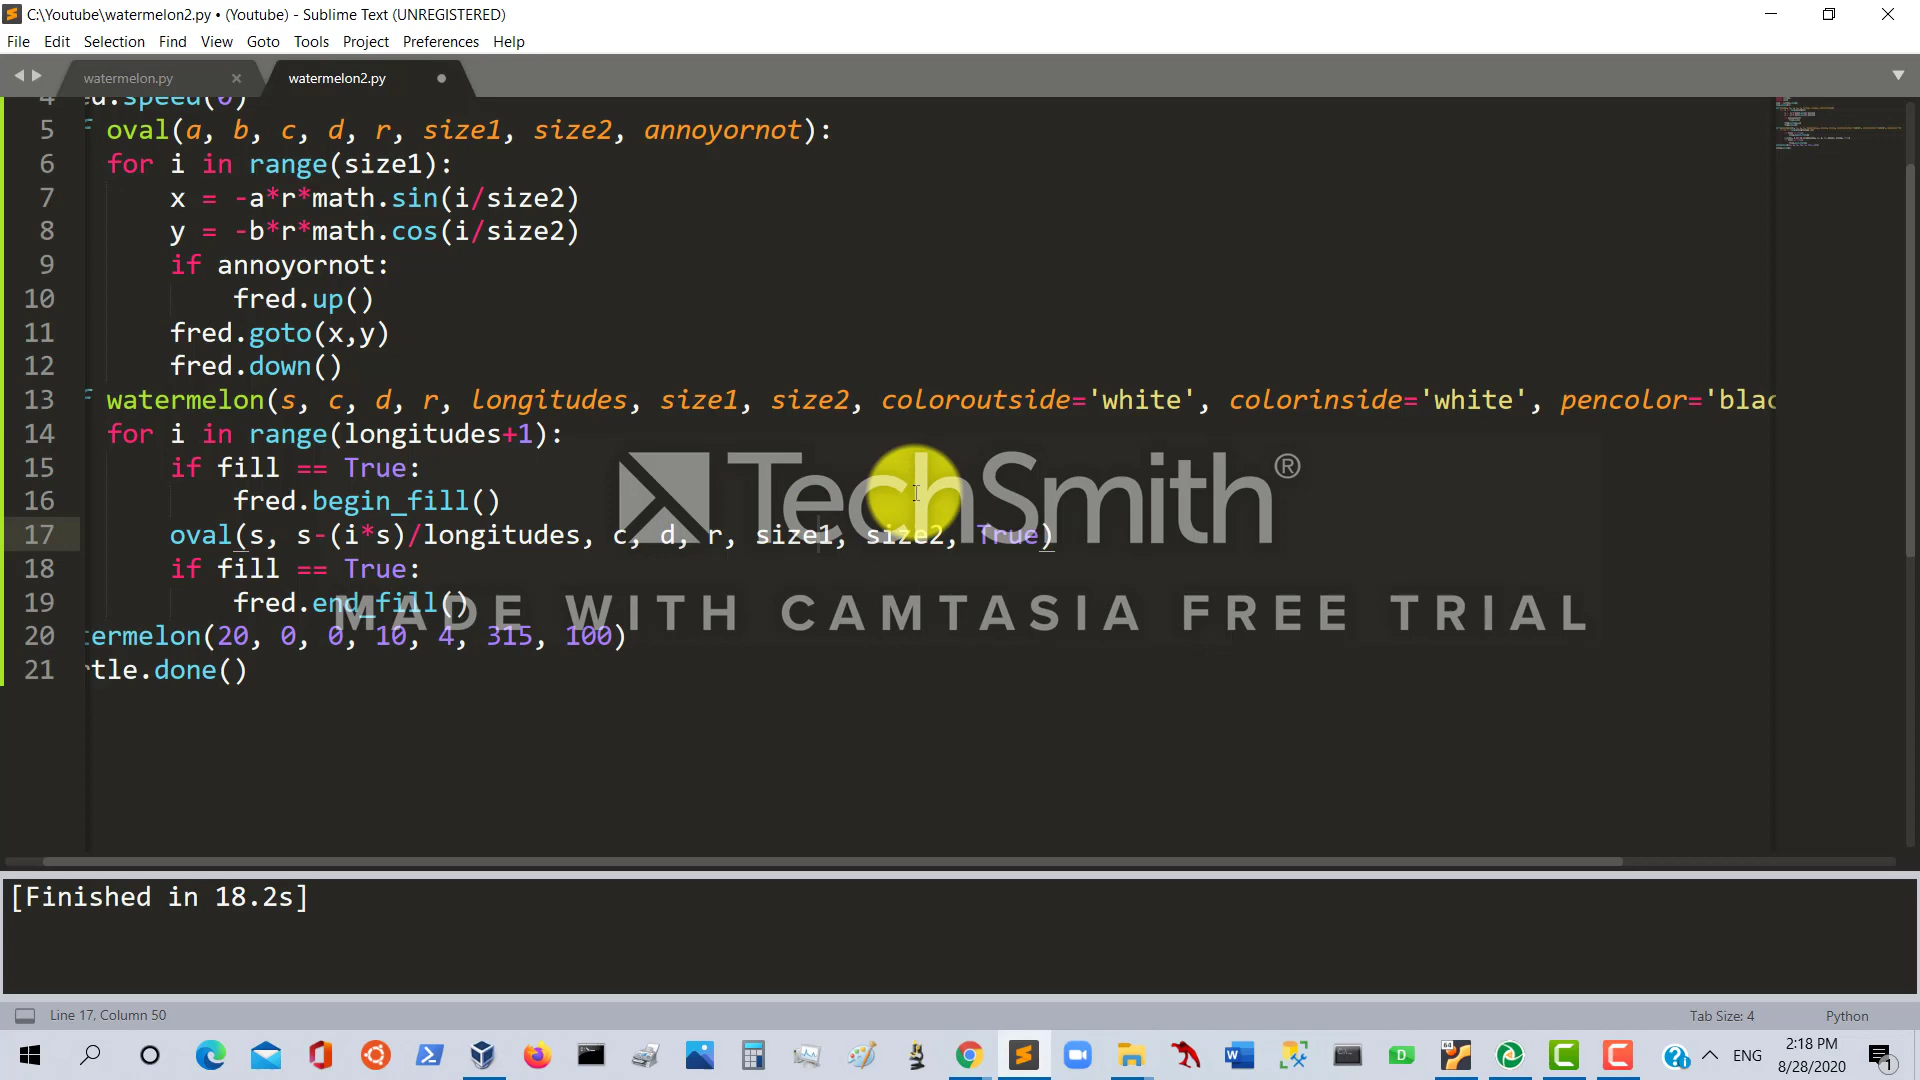 C:\Youtube\watermelon2.py • (Youtube) - Sublime Text (UNREGISTERED)
File Edit Selection Find View Goto Tools Project Preferences Help
watermelon.py × watermelon2.py
4 ed.speed(0)
5 f oval(a, b, c, d, r, size1, size2, annoyornot):
6 for i in range(size1):
7 x = -a*r*math.sin(i/size2)
8 y = -b*r*math.cos(i/size2)
9 if annoyornot:
10 fred.up()
11 fred.goto(x,y)
12 fred.down()
13 f watermelon(s, c, d, r, longitudes, size1, size2, coloroutside='white', colorinside='white', pencolor='blac
14 for i in range(longitudes+1):
15 if fill == True:
16 fred.begin_fill()
17 oval(s, s-(i*s)/longitudes, c, d, r, size1, size2, True)
18 if fill == True:
19 fred.end_fill()
20 termelon(20, 0, 0, 10, 4, 315, 100)
21 rtle.done()
TechSmith®
MADE WITH CAMTASIA FREE TRIAL
[Finished in 18.2s]
Line 17, Column 50 Tab Size: 4 Python
ENG 2:18 PM
8/28/2020